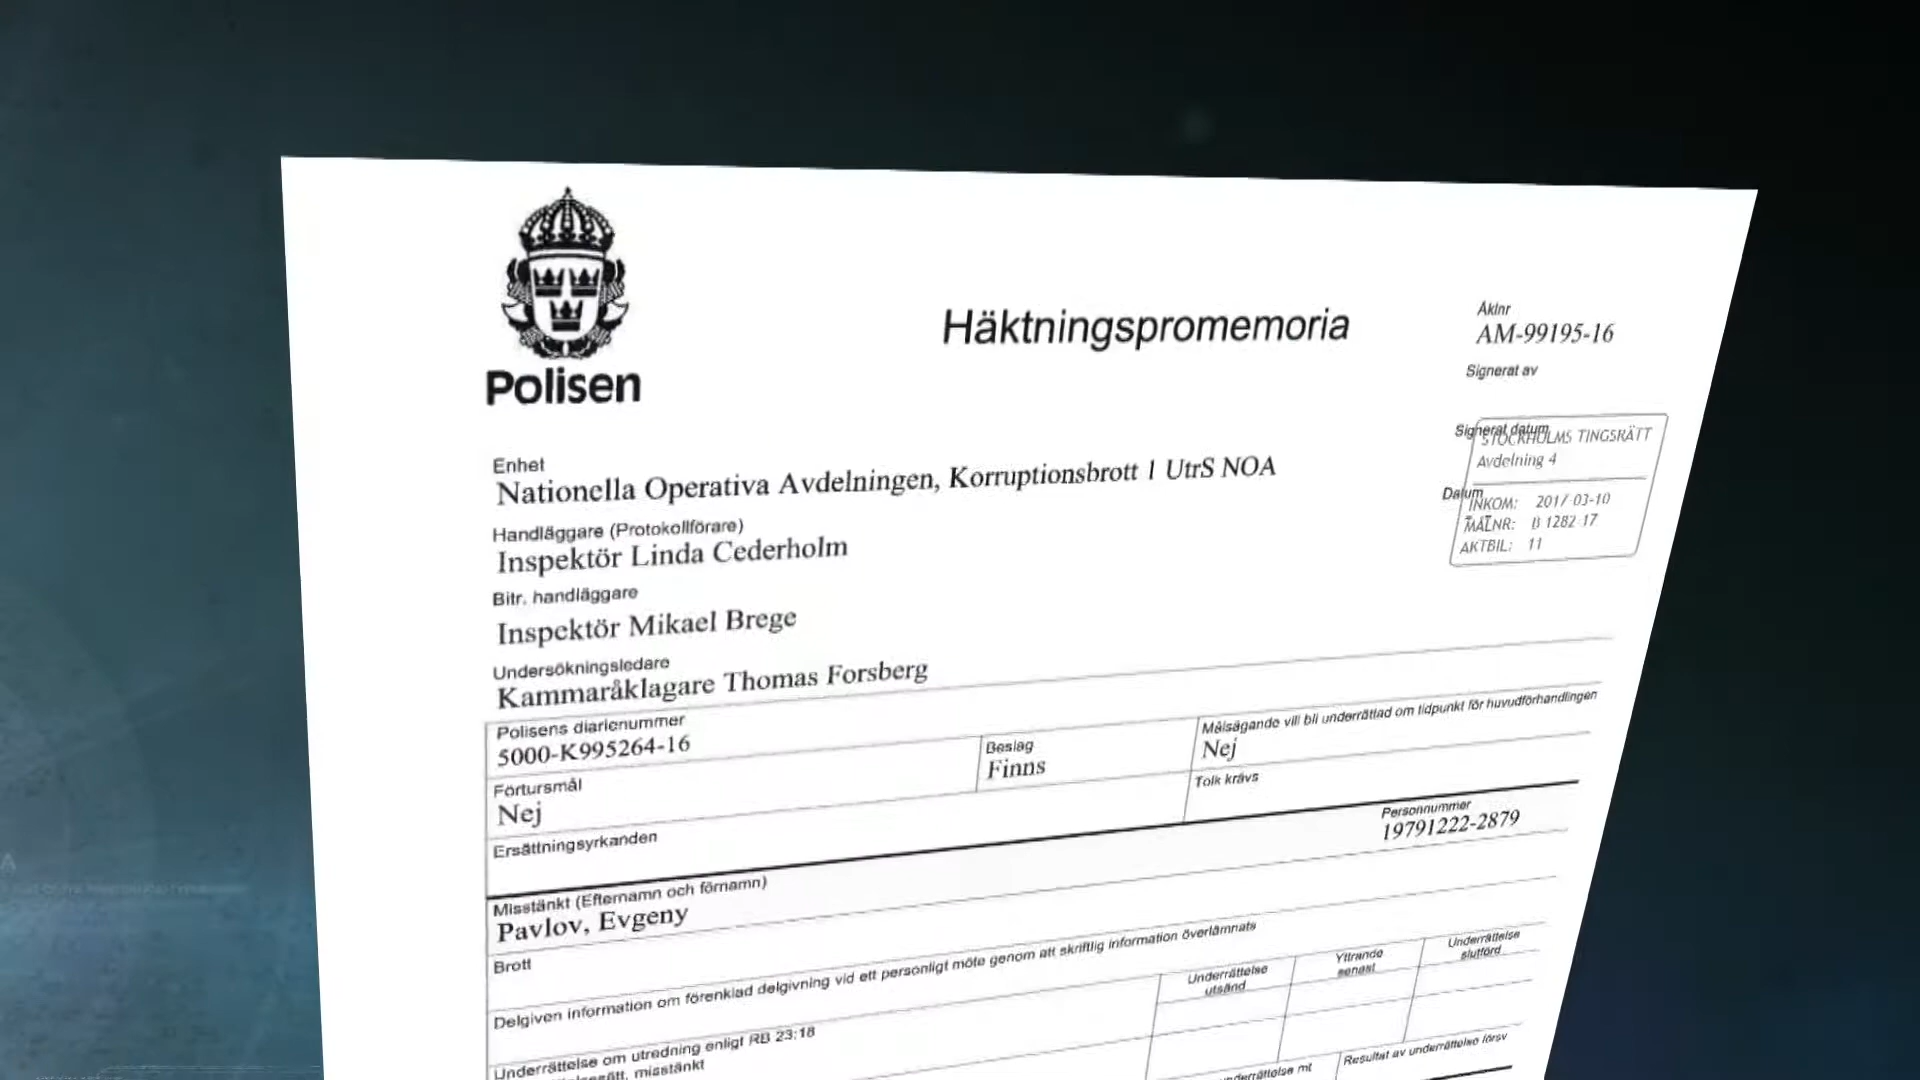 Polisen
Häktningspromemoria
Åklnr
AM-99195-16
Signerat av
Signerat datum
STOCKHOLMS TINGSRÄTT
Avdelning 4
Datum
INKOM: 2017-03-10
MÅLNR: B 1282-17
AKTBIL: 11
Enhet
Nationella Operativa Avdelningen, Korruptionsbrott 1 UtrS NOA
Handläggare (Protokollförare)
Inspektör Linda Cederholm
Bitr. handläggare
Inspektör Mikael Brege
Undersökningsledare
Kammaråklagare Thomas Forsberg
Polisens diarienummer
5000-K995264-16
Beslag
Finns
Målsägande vill bli underrättad om tidpunkt för huvudförhandlingen
Nej
Förtursmål
Nej
Tolk krävs
Ersättningsyrkanden
Personnummer
19791222-2879
Misstänkt (Efternamn och förnamn)
Pavlov, Evgeny
Brott
Delgiven information om förenklad delgivning vid ett personligt möte genom att skriftlig information överlämnats
Underrättelse om utredning enligt RB 23:18
Underrättelse utsänd
Yttrande senast
Underrättelse slutförd
misstänkt
Resultat av underrättelse försv